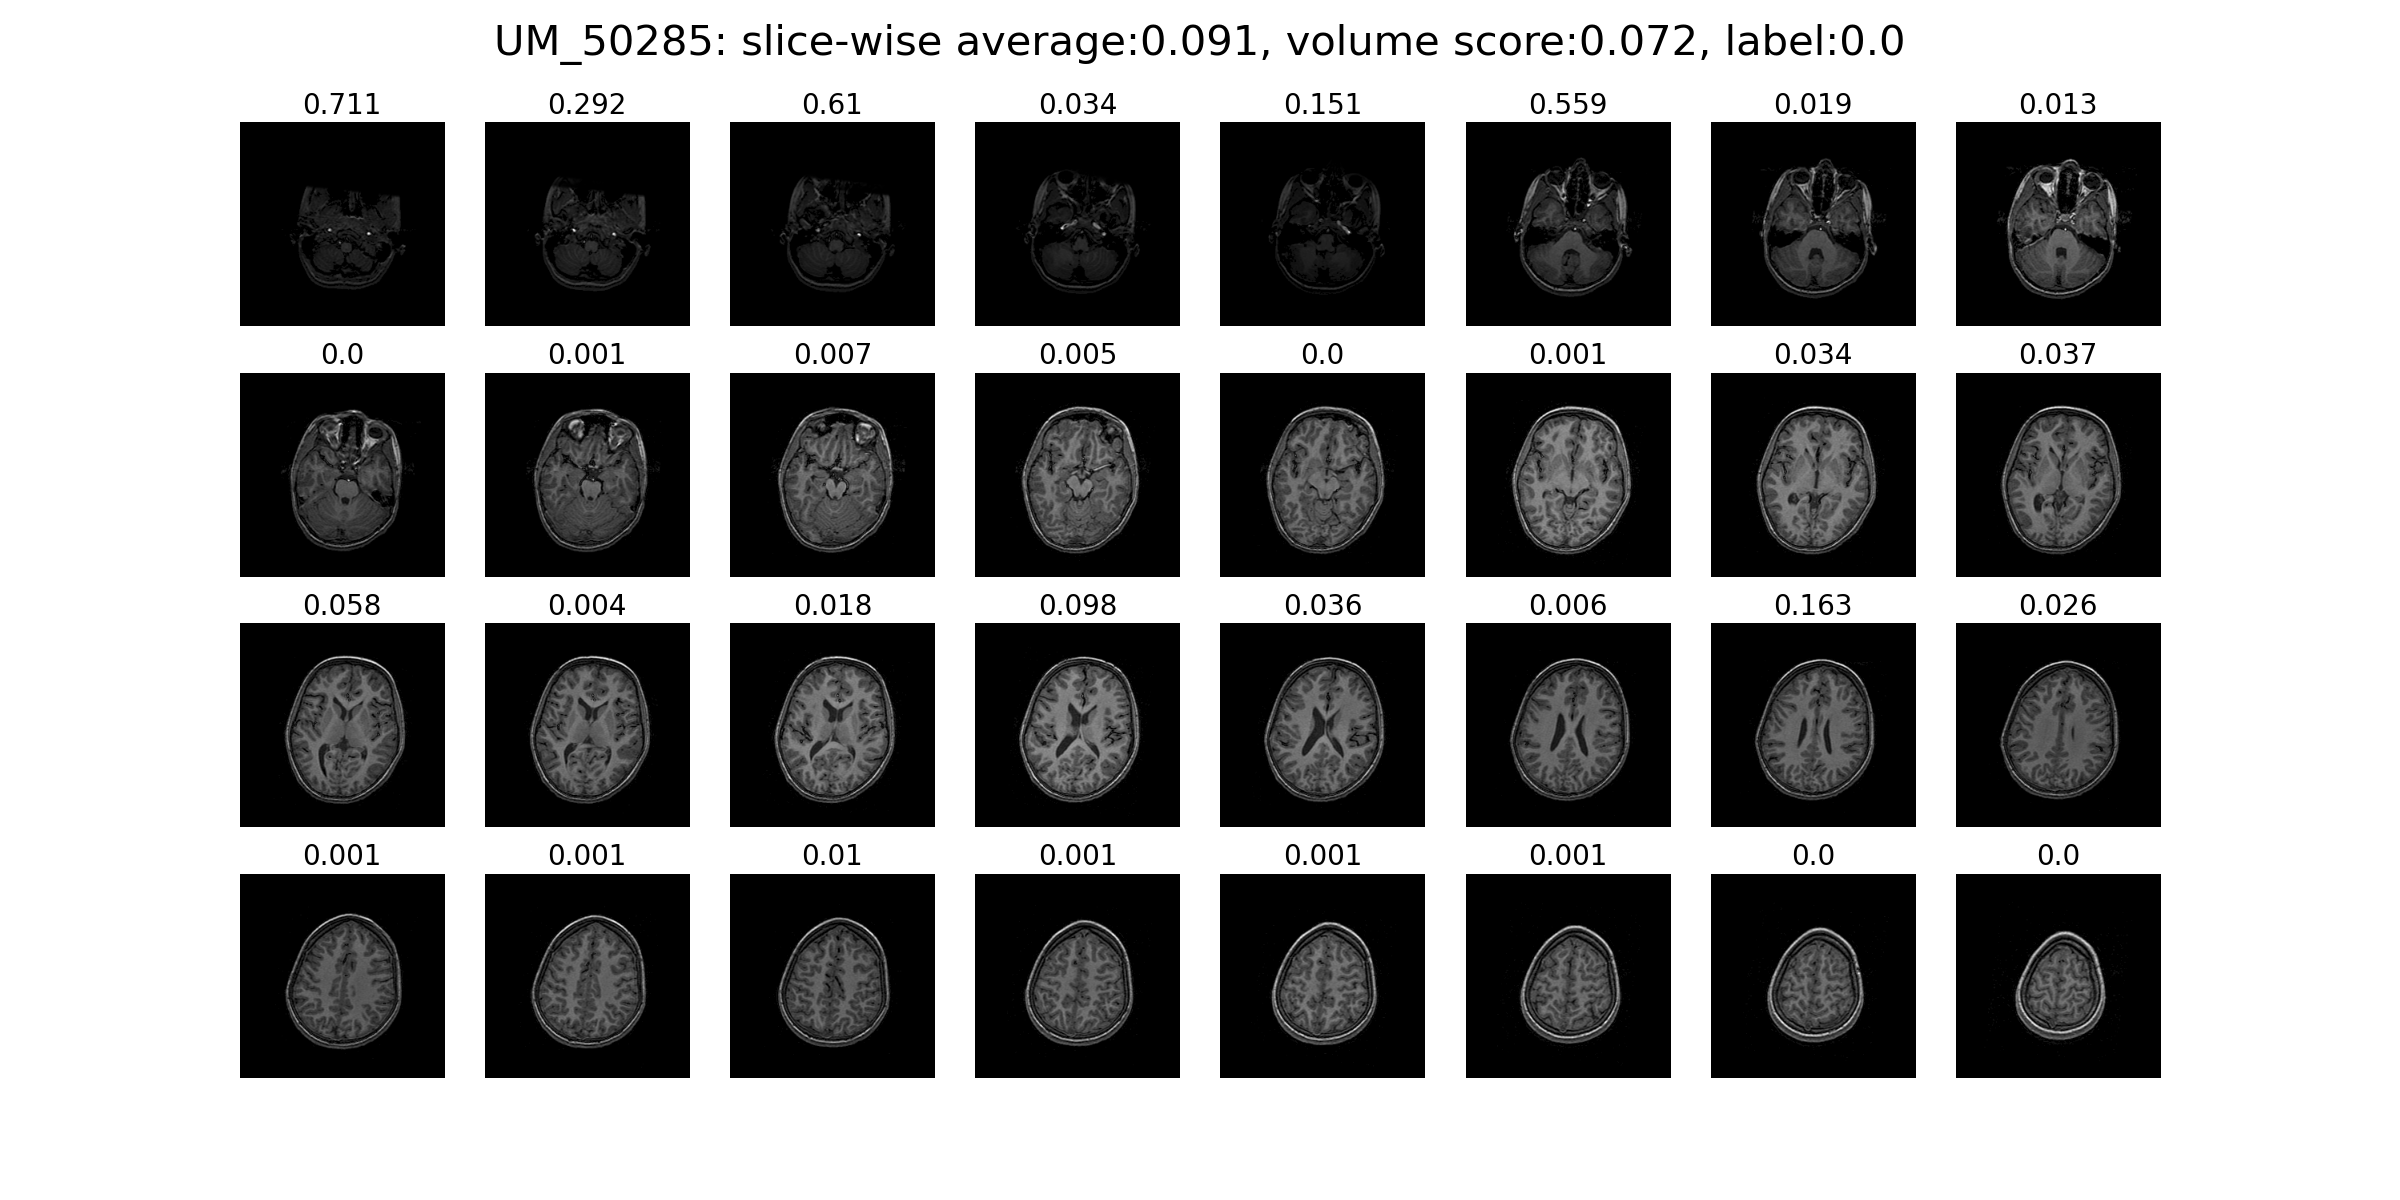 UM_50285: slice-wise average:0.091, volume score:0.072, label:0.0
0.711 0.292 0.61 0.034 0.151 0.559 0.019 0.013
0.0 0.001 0.007 0.005 0.0 0.001 0.034 0.037
0.058 0.004 0.018 0.098 0.036 0.006 0.163 0.026
0.001 0.001 0.01 0.001 0.001 0.001 0.0 0.0